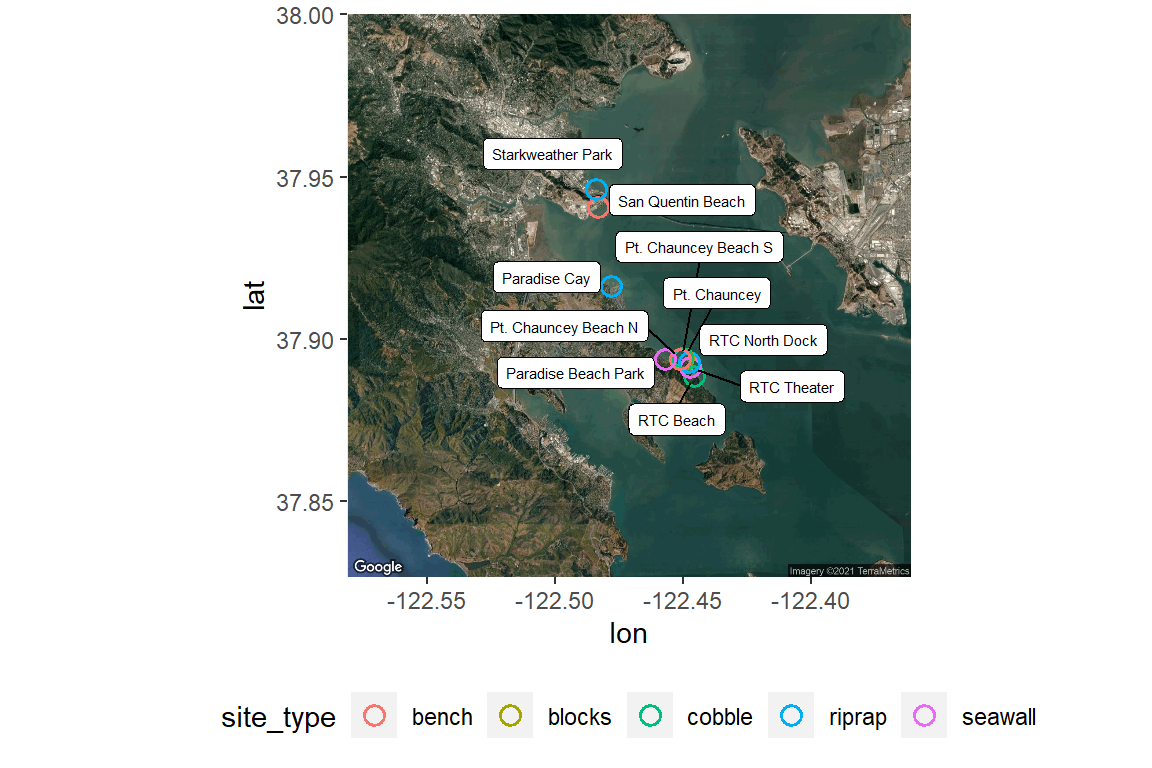 38.00
Starkweather Park
37.95
San Quentin Beach
Pt. Chauncey Beach S
Paradise Cay
Pt. Chauncey
lat
Pt. Chauncey Beach N
37.90
RTC North Dock
Paradise Beach Park
RTC Theater
RTC Beach
37.85
Google
Imagery ©2021 TerraMetrics
-122.55 -122.50 -122.45 -122.40
lon
site_type bench blocks cobble riprap seawall